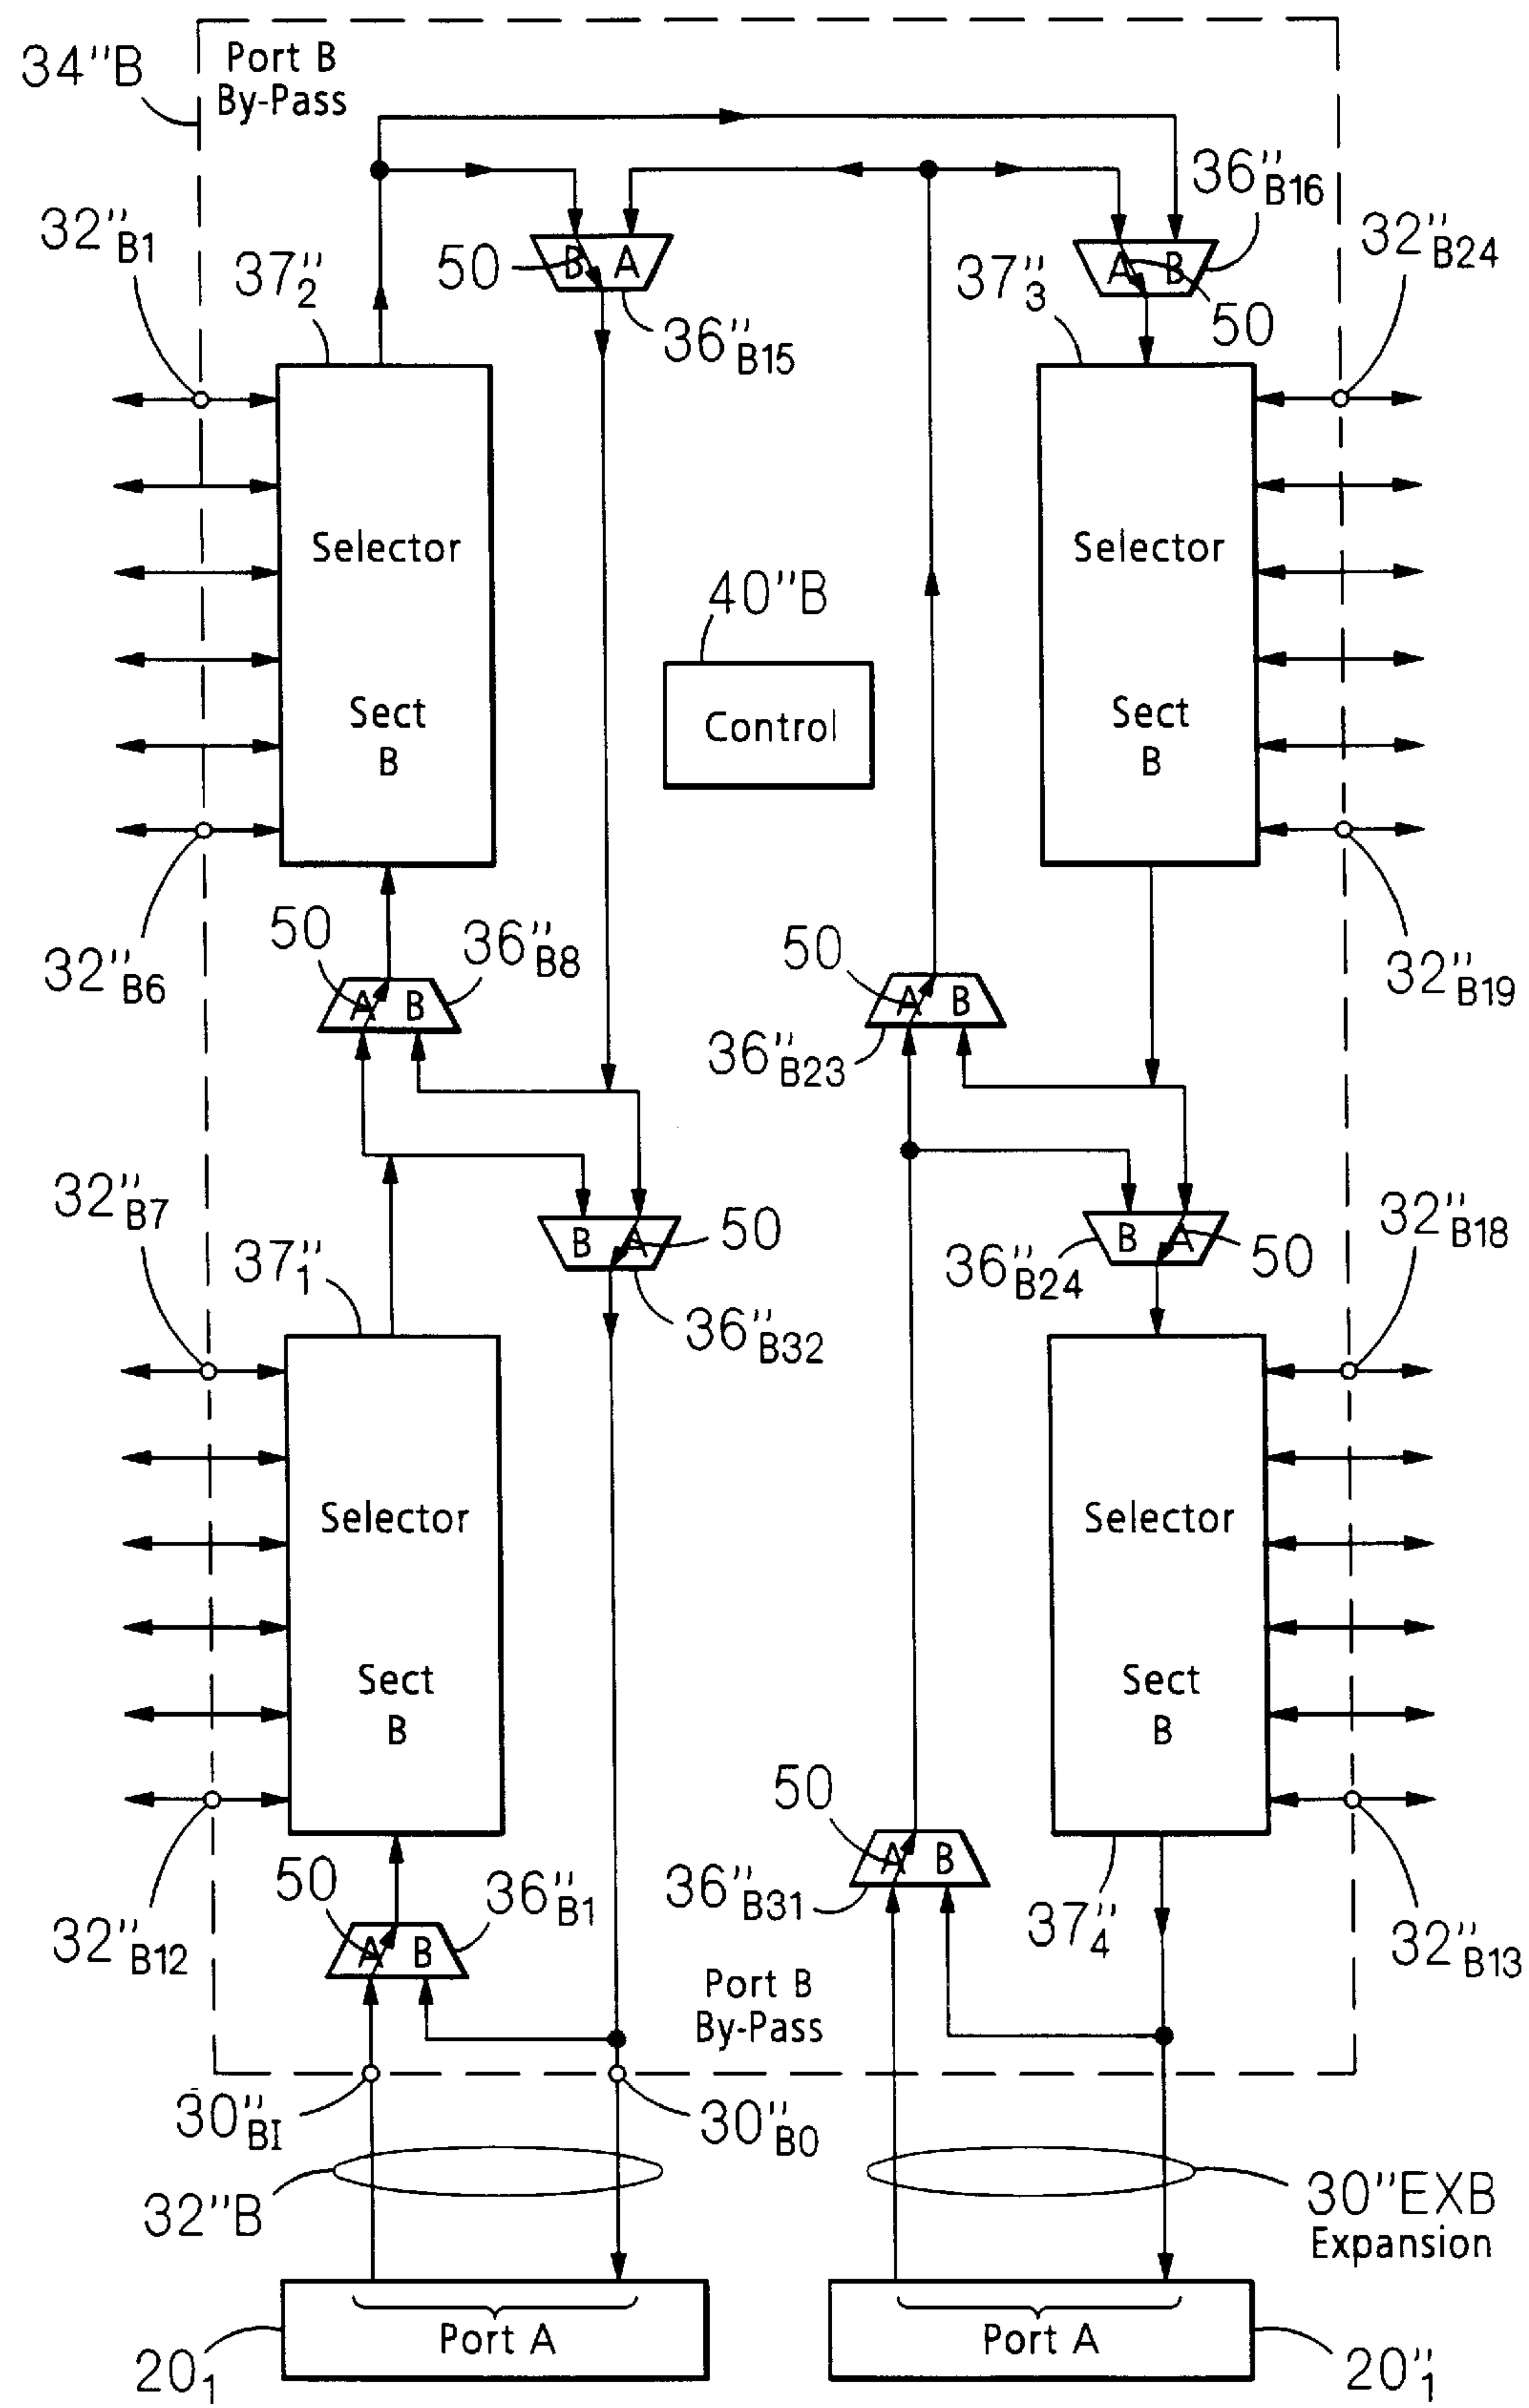 34"B
Port B
By-Pass
36"B16
32"B1
32"B24
37"2
50
B A
37"3
A B
50
36"B15
Selector
Selector
40"B
Sect
B
Control
Sect
B
50
36"B8
50
32"B6
A B
A B
32"B19
36"B23
32"B7
50
32"B18
37"1
B A
36"B24
B A
50
36"B32
Selector
Selector
Sect
B
Sect
B
50
50
36"B1
A B
36"B31
32"B12
A B
37"4
32"B13
Port B
By-Pass
30"BI
30"B0
32"B
30"EXB
Expansion
Port A
Port A
201
20"1